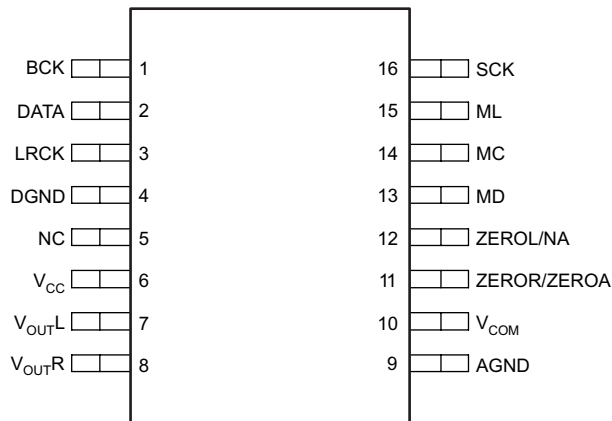 BCK 1 16 SCK
DATA 2 15 ML
LRCK 3 14 MC
DGND 4 13 MD
NC 5 12 ZEROL/NA
VCC 6 11 ZEROR/ZEROA
VOUTL 7 10 VCOM
VOUTR 8 9 AGND